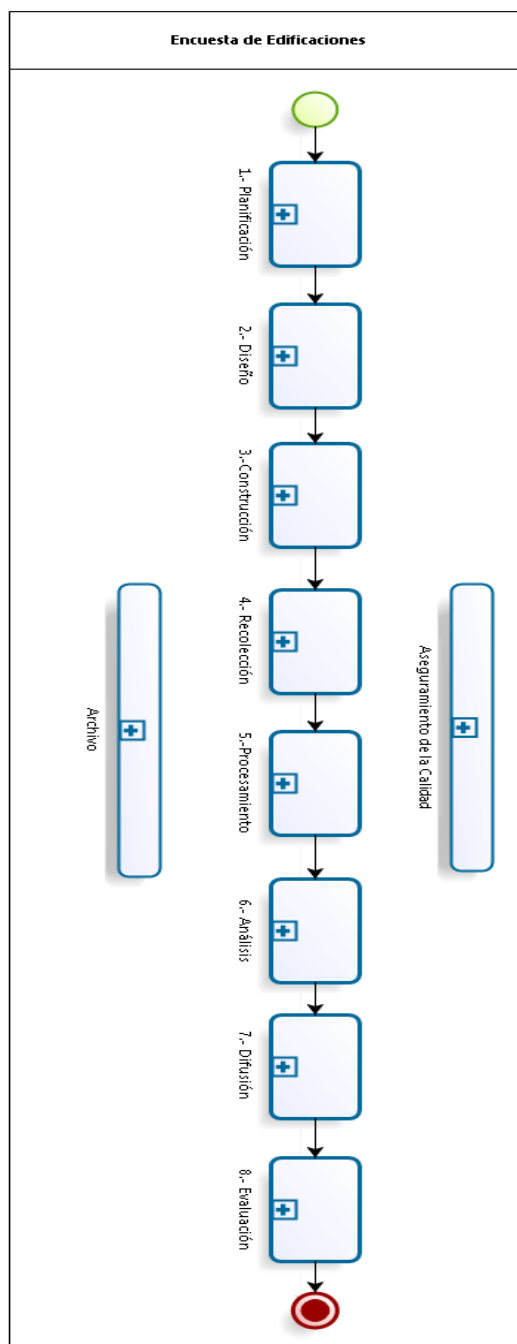 Encuesta de Edificaciones
1.- Planificación
2.- Diseño
3.-Construcción
4.- Recolección
5.-Procesamiento
6.- Análisis
7.- Difusión
8.- Evaluación
Aseguramiento de la Calidad
Archivo